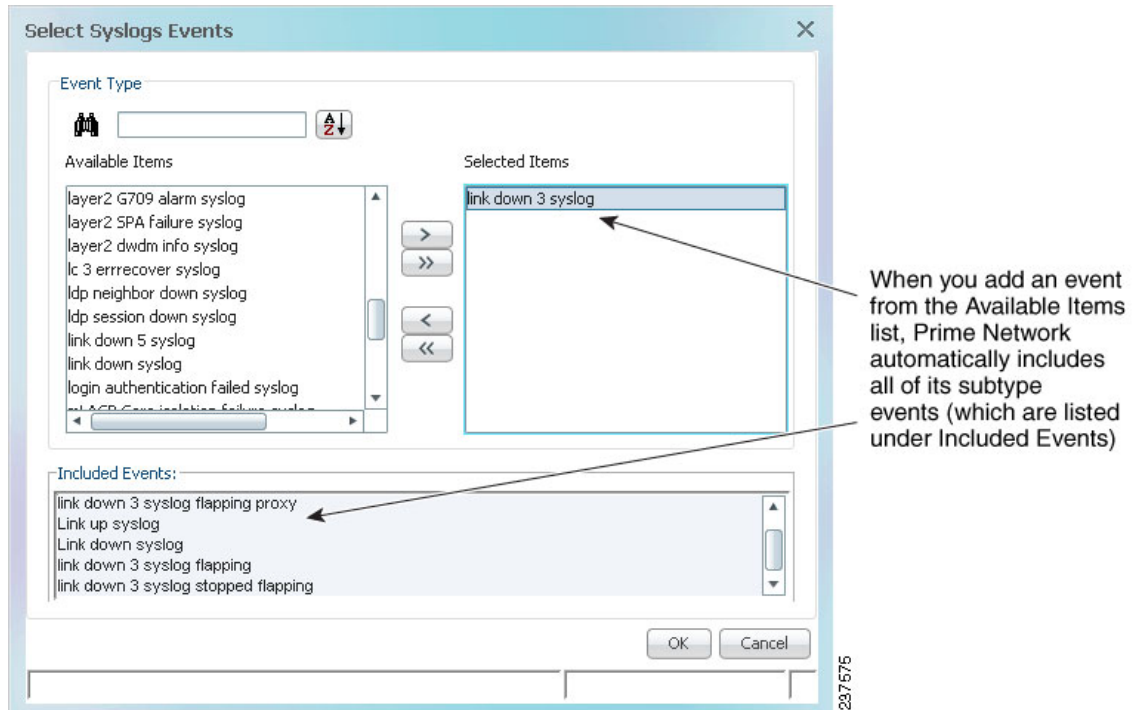 Select Syslogs Events
Event Type
Available Items
Selected Items
layer2 G709 alarm syslog
layer2 SPA failure syslog
layer2 dwdm info syslog
lc 3 errrecover syslog
ldp neighbor down syslog
ldp session down syslog
link down 5 syslog
link down syslog
login authentication failed syslog
link down 3 syslog
>
>>
<
<<
When you add an event
from the Available Items
list, Prime Network
automatically includes
all of its subtype
events (which are listed
under Included Events)
Included Events:
link down 3 syslog flapping proxy
Link up syslog
Link down syslog
link down 3 syslog flapping
link down 3 syslog stopped flapping
OK
Cancel
237575